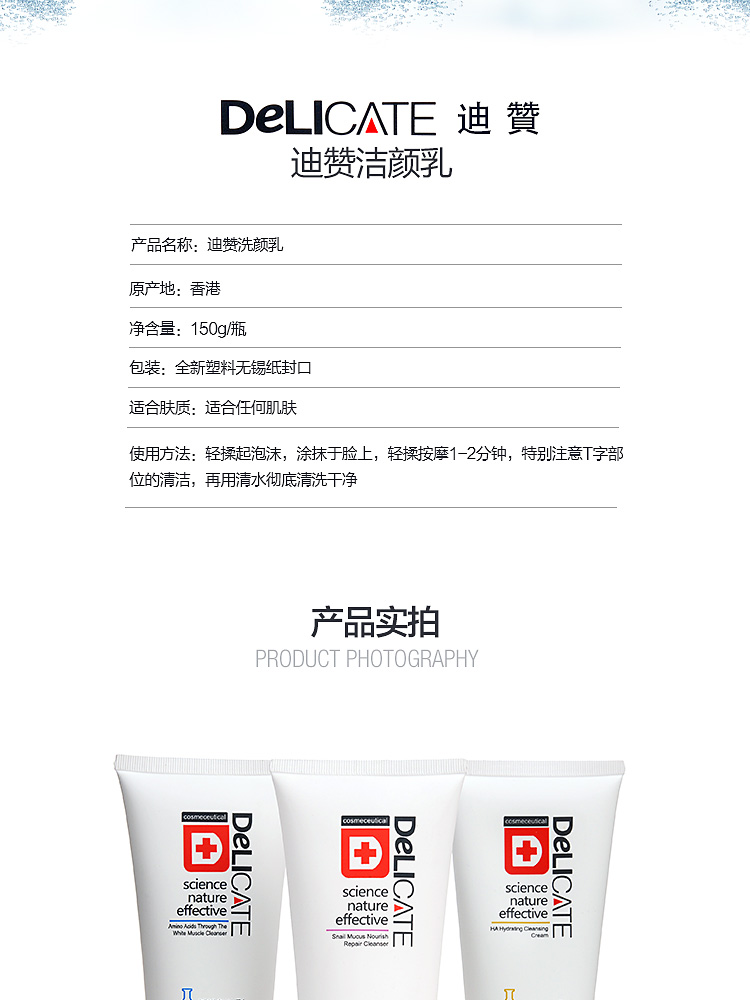 DeLICATE 迪 贊
迪赞洁颜乳
产品名称：迪赞洗颜乳
原产地：香港
净含量：150g/瓶
包装：全新塑料无锡纸封口
适合肤质：适合任何肌肤
使用方法：轻揉起泡沫，涂抹于脸上，轻揉按摩1-2分钟，特别注意T字部
位的清洁，再用清水彻底清洗干净
产品实拍
PRODUCT PHOTOGRAPHY
cosmeceutical
DeLICATE
science
nature
effective
Amino Acids Through The
White Muscle Cleanser
cosmeceutical
DeLICATE
science
nature
effective
Snail Mucus Nourish
Repair Cleanser
cosmeceutical
DeLICATE
science
nature
effective
HA Hydrating Cleansing
Cream